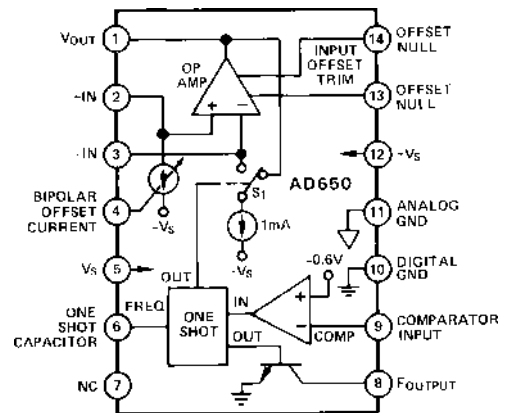 VOUT
1
OP
AMP
INPUT
OFFSET
TRIM
14
OFFSET
NULL
-IN
2
+
−
13
OFFSET
NULL
-IN
3
12
-VS
S1
AD650
BIPOLAR
OFFSET
CURRENT
4
-VS
1mA
-VS
11
ANALOG
GND
-0.6V
VS
5
OUT
10
DIGITAL
GND
ONE
SHOT
CAPACITOR
6
FREQ
ONE
SHOT
IN
OUT
+
−
COMP
9
COMPARATOR
INPUT
NC
7
8
FOUTPUT